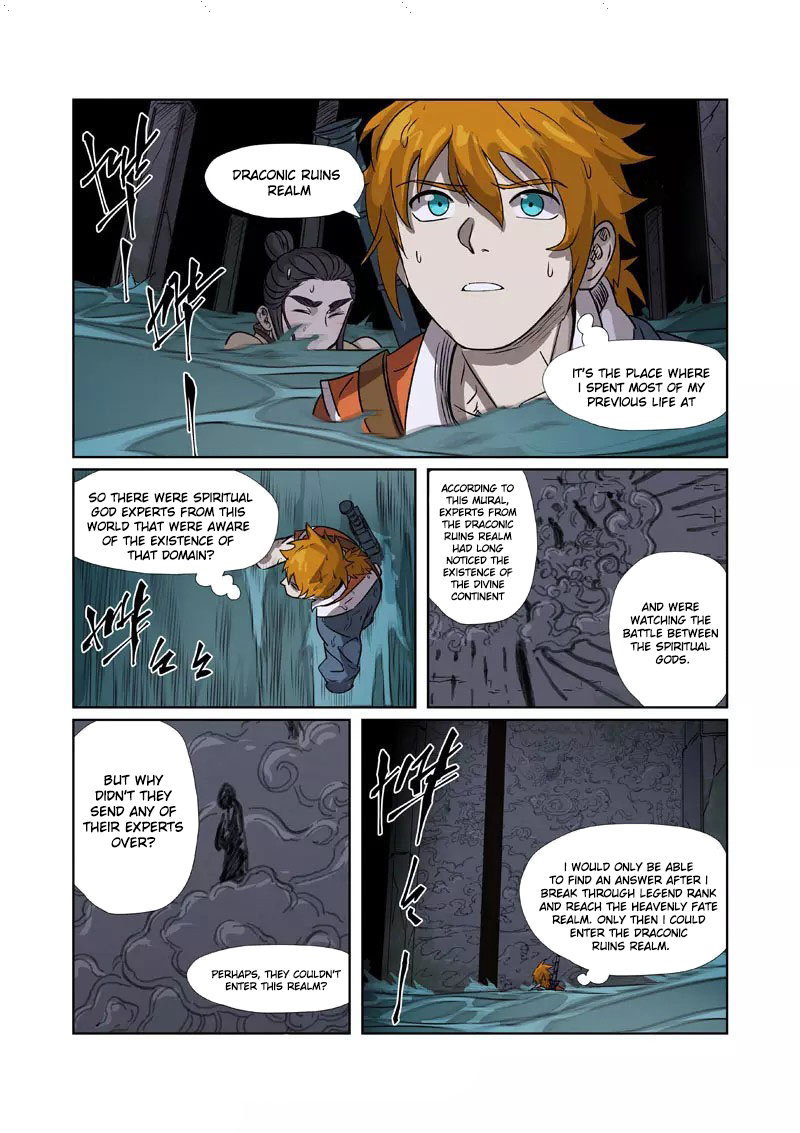 DRACONIC RUINS
REALM
IT'S THE PLACE WHERE
I SPENT MOST OF MY
PREVIOUS LIFE AT
SO THERE WERE SPIRITUAL
GOD EXPERTS FROM THIS
WORLD THAT WERE AWARE
OF THE EXISTENCE OF
THAT DOMAIN?
ACCORDING TO
THIS MURAL,
EXPERTS FROM
THE DRACONIC
RUINS REALM
HAD LONG
NOTICED THE
EXISTENCE OF
THE DIVINE
CONTINENT
AND WERE
WATCHING THE
BATTLE BETWEEN
THE SPIRITUAL
GODS.
BUT WHY
DIDN'T THEY
SEND ANY OF
THEIR EXPERTS
OVER?
PERHAPS, THEY COULDN'T
ENTER THIS REALM?
I WOULD ONLY BE ABLE
TO FIND AN ANSWER AFTER I
BREAK THROUGH LEGEND RANK
AND REACH THE HEAVENLY FATE
REALM. ONLY THEN I COULD
ENTER THE DRACONIC
RUINS REALM.